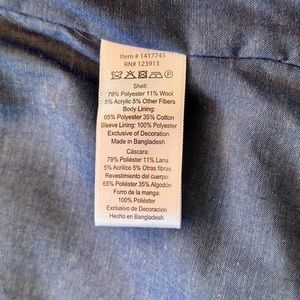 Item # 1417743
RN# 123913
Shell:
79% Polyester 11% Wool
5% Acrylic 5% Other Fibers
Body Lining:
65% Polyester 35% Cotton
Sleeve Lining: 100% Polyester
Exclusive of Decoration
Made in Bangladesh
Cáscara:
79% Poliéster 11% Lana
5% Acrílico 5% Otras fibras
Revestimiento del cuerpo:
65% Poliéster 35% Algodón
Forro de la manga:
100% Poliéster
Exclusivo de Decoracion
Hecho en Bangladesh